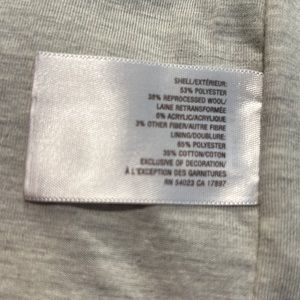 SHELL/EXTÉRIEUR:
53% POLYESTER
38% REPROCESSED WOOL/
LAINE RETRANSFORMÉE
6% ACRYLIC/ACRYLIQUE
3% OTHER FIBER/AUTRE FIBRE
LINING/DOUBLURE:
65% POLYESTER
35% COTTON/COTON
EXCLUSIVE OF DECORATION/
À L'EXCEPTION DES GARNITURES
RN 54023 CA 17897